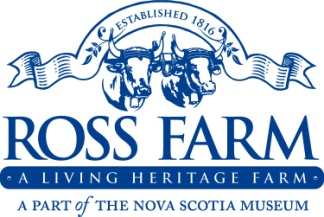 ESTABLISHED 1816
ROSS FARM
· A LIVING HERITAGE FARM ·
A PART of THE NOVA SCOTIA MUSEUM